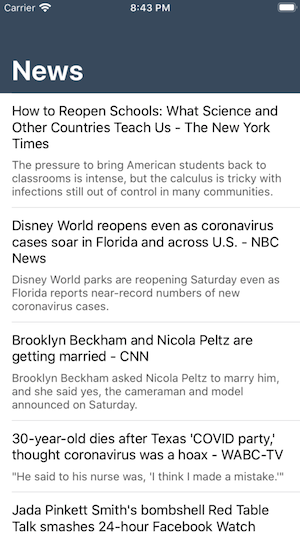 Carrier 8:43 PM
News
How to Reopen Schools: What Science and
Other Countries Teach Us - The New York
Times
The pressure to bring American students back to
classrooms is intense, but the calculus is tricky with
infections still out of control in many communities.
Disney World reopens even as coronavirus
cases soar in Florida and across U.S. - NBC
News
Disney World parks are reopening Saturday even as
Florida reports near-record numbers of new
coronavirus cases.
Brooklyn Beckham and Nicola Peltz are
getting married - CNN
Brooklyn Beckham asked Nicola Peltz to marry him,
and she said yes, the cameraman and model
announced on Saturday.
30-year-old dies after Texas 'COVID party,'
thought coronavirus was a hoax - WABC-TV
"He said to his nurse was, 'I think I made a mistake.'"
Jada Pinkett Smith's bombshell Red Table
Talk smashes 24-hour Facebook Watch